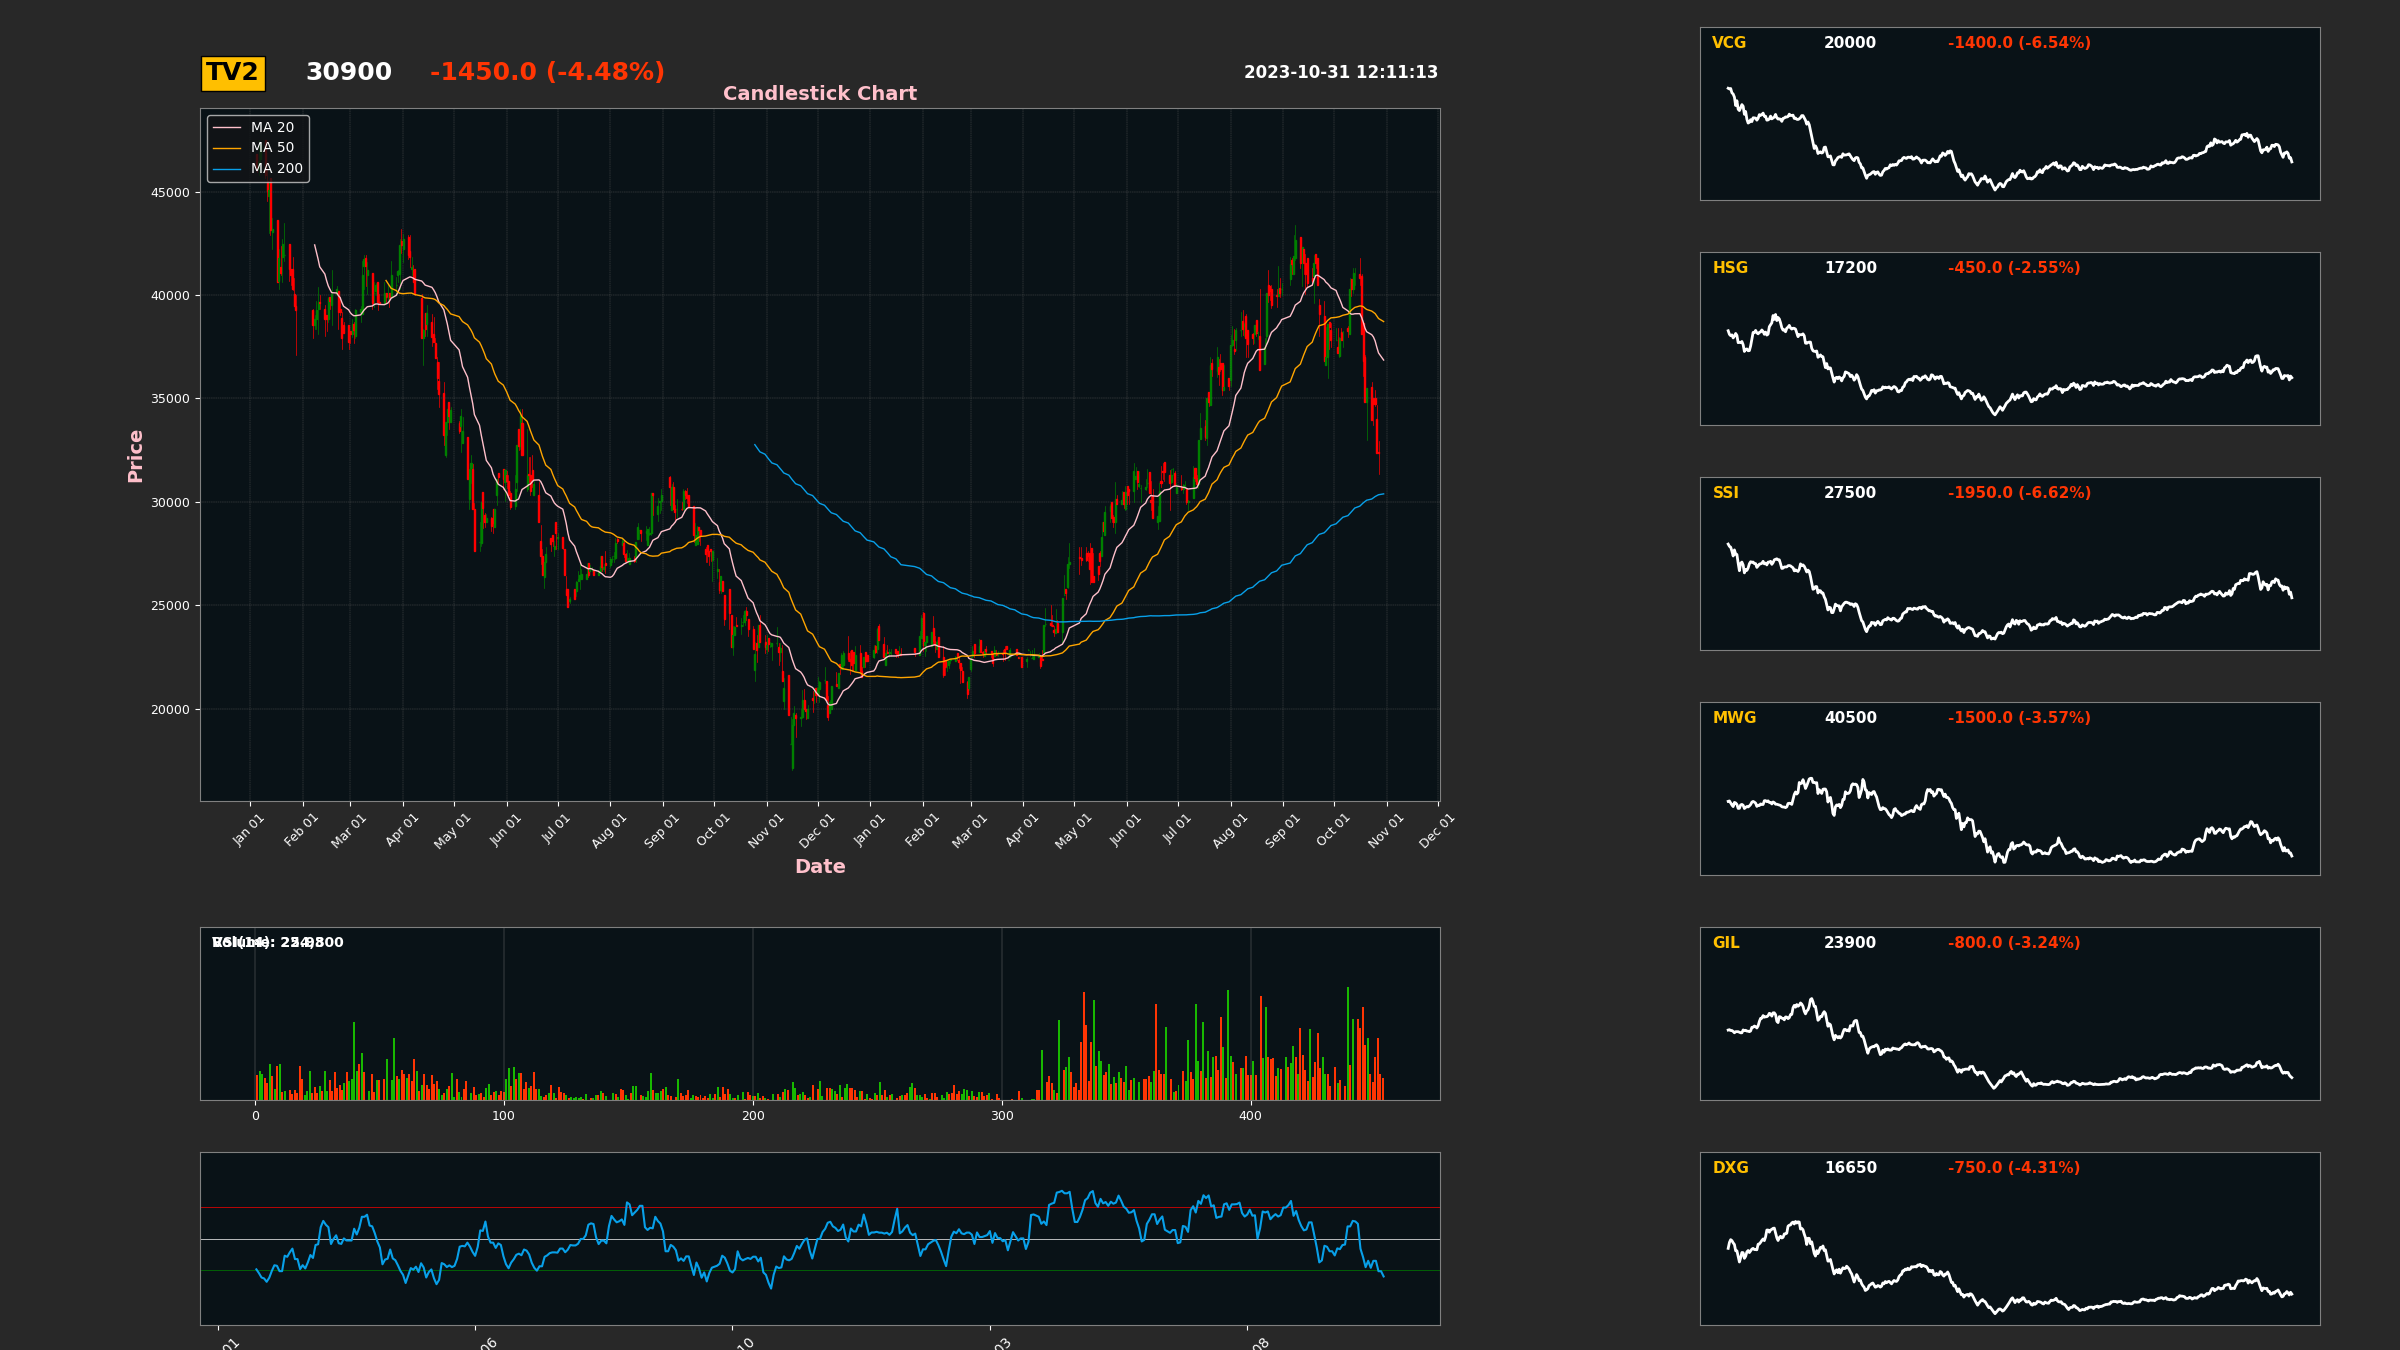 TV2 30900 -1450.0 (-4.48%) 2023-10-31 12:11:13
Candlestick Chart
MA 20
MA 50
MA 200
45000
40000
35000
30000
25000
20000
Price
Jan 01 Feb 01 Mar 01 Apr 01 May 01 Jun 01 Jul 01 Aug 01 Sep 01 Oct 01 Nov 01 Dec 01 Jan 01 Feb 01 Mar 01 Apr 01 May 01 Jun 01 Jul 01 Aug 01 Sep 01 Oct 01 Nov 01 Dec 01
Date
0 100 200 300 400
01 06 10 03 08
VCG 20000 -1400.0 (-6.54%)
HSG 17200 -450.0 (-2.55%)
SSI 27500 -1950.0 (-6.62%)
MWG 40500 -1500.0 (-3.57%)
GIL 23900 -800.0 (-3.24%)
DXG 16650 -750.0 (-4.31%)